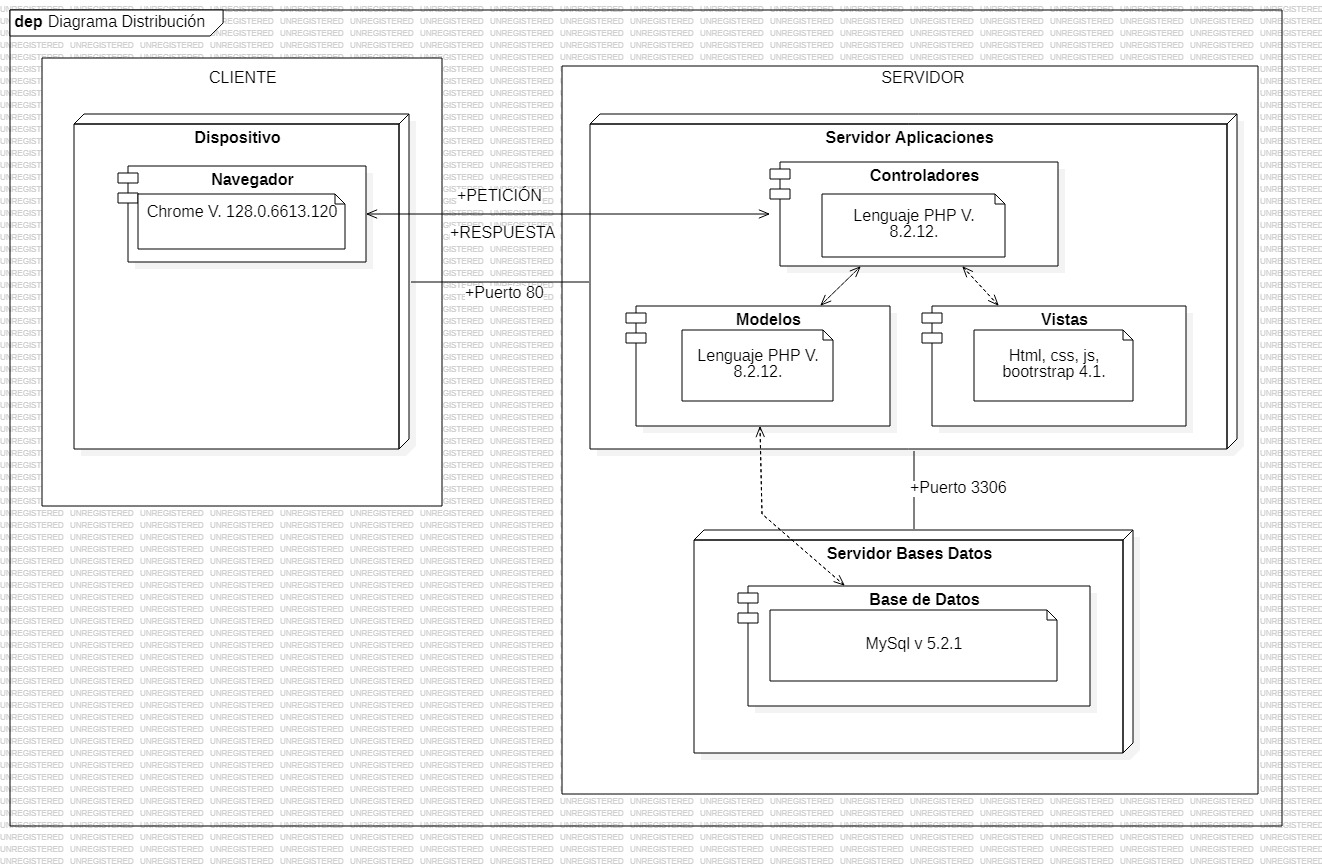 dep Diagrama Distribución
CLIENTE
Dispositivo
Navegador
Chrome V. 128.0.6613.120
+PETICIÓN
+RESPUESTA
+Puerto 80
SERVIDOR
Servidor Aplicaciones
Controladores
Lenguaje PHP V.
8.2.12.
Modelos
Lenguaje PHP V.
8.2.12.
Vistas
Html, css, js,
bootrstrap 4.1.
+Puerto 3306
Servidor Bases Datos
Base de Datos
MySql v 5.2.1
UNREGISTERED